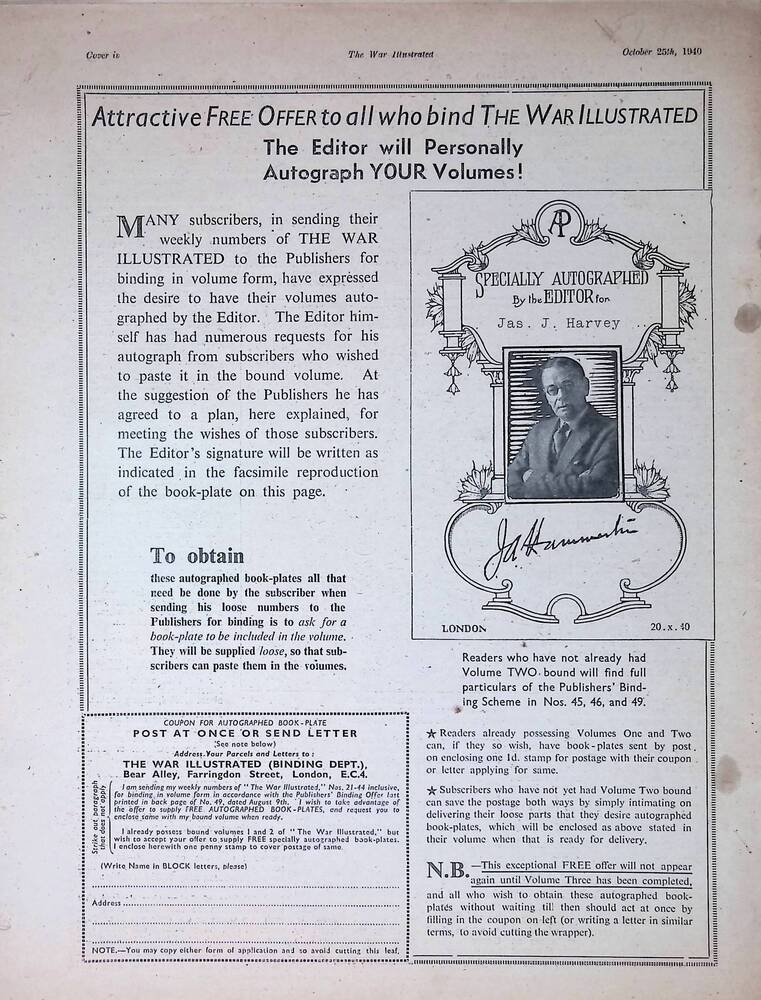 Cover iv
The War Illustrated
October 25th, 1940
Attractive FREE OFFER to all who bind THE WAR ILLUSTRATED
The Editor will Personally
Autograph YOUR Volumes!
MANY subscribers, in sending their
weekly numbers of THE WAR
ILLUSTRATED to the Publishers for
binding in volume form, have expressed
the desire to have their volumes auto-
graphed by the Editor. The Editor him-
self has had numerous requests for his
autograph from subscribers who wished
to paste it in the bound volume. At
the suggestion of the Publishers he has
agreed to a plan, here explained, for
meeting the wishes of those subscribers.
The Editor's signature will be written as
indicated in the facsimile reproduction
of the book-plate on this page.
To obtain
these autographed book-plates all that
need be done by the subscriber when
sending his loose numbers to the
Publishers for binding is to ask for a
book-plate to be included in the volume.
They will be supplied loose, so that sub-
scribers can paste them in the volumes.
AP
SPECIALLY AUTOGRAPHED
By the EDITOR for
Jas. J. Harvey
J A Hammerton
LONDON
20.x.40
Readers who have not already had
Volume TWO bound will find full
particulars of the Publishers' Bind-
ing Scheme in Nos. 45, 46, and 49.
COUPON FOR AUTOGRAPHED BOOK-PLATE
POST AT ONCE OR SEND LETTER
(See note below)
Address Your Parcels and Letters to:
THE WAR ILLUSTRATED (BINDING DEPT.),
Bear Alley, Farringdon Street, London, E.C.4.
Strike out paragraph
that does not apply
I am sending my weekly numbers of "The War Illustrated," Nos. 21-44 inclusive,
for binding in volume form in accordance with the Publishers' Binding Offer last
printed in back page of No. 49, dated August 9th. I wish to take advantage of
the offer to supply FREE AUTOGRAPHED BOOK-PLATES, and request you to
enclose same with my bound volume when ready.
I already possess bound volumes 1 and 2 of "The War Illustrated," but
wish to accept your offer to supply FREE specially autographed book-plates.
I enclose herewith one penny stamp to cover postage of same.
(Write Name in BLOCK letters, please)
Address
NOTE.—You may copy either form of application and so avoid cutting this leaf.
★ Readers already possessing Volumes One and Two
can, if they so wish, have book-plates sent by post
on enclosing one 1d. stamp for postage with their coupon
or letter applying for same.
★ Subscribers who have not yet had Volume Two bound
can save the postage both ways by simply intimating on
delivering their loose parts that they desire autographed
book-plates, which will be enclosed as above stated in
their volume when that is ready for delivery.
N.B.—This exceptional FREE offer will not appear
again until Volume Three has been completed,
and all who wish to obtain these autographed book-
plates without waiting till then should act at once by
filling in the coupon on left (or writing a letter in similar
terms, to avoid cutting the wrapper).